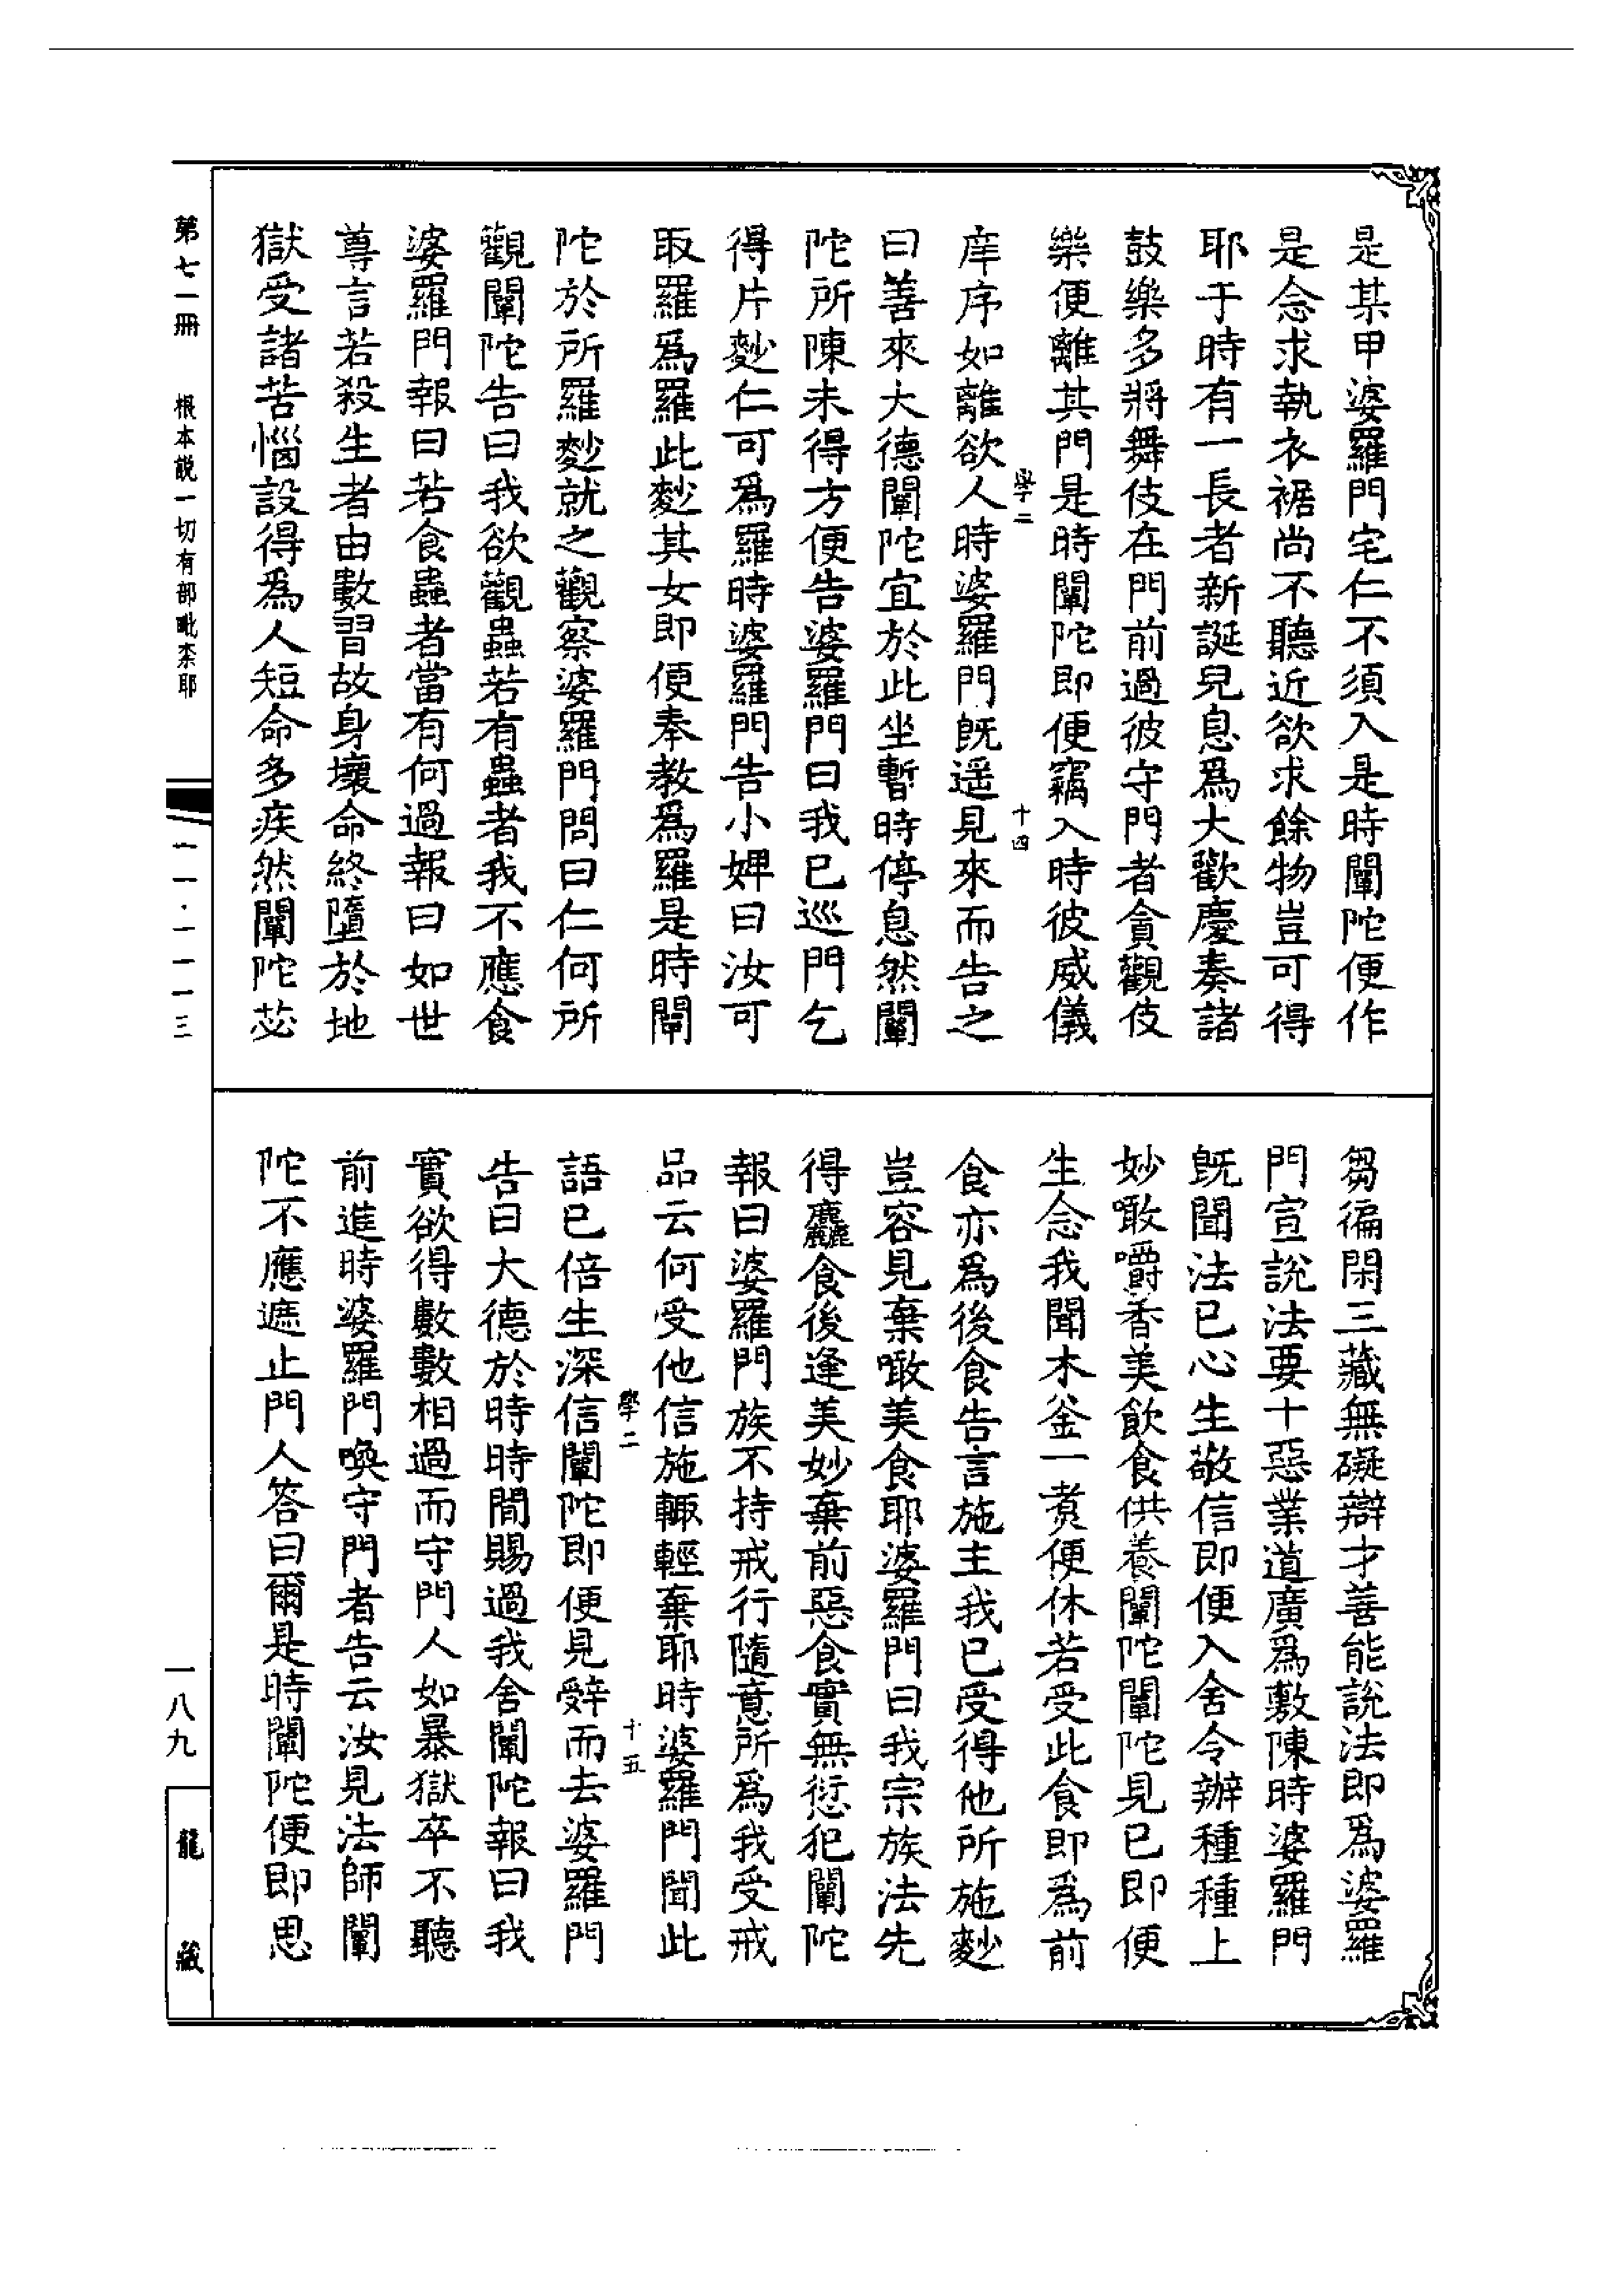 是某甲婆羅門宅仁不須入是時闡陀便作
是念求執衣裾尚不聽近欲求餘物豈可得
耶于時有一長者新誕兒息爲大歡慶奏諸
鼓樂多將舞伎在門前過彼守門者貪觀伎
樂便離其門是時闡陀即便竊入時彼威儀
學二 十四
庠序如離欲人時婆羅門旣遥見來而告之
曰善來大德闡陀宜於此坐暫時停息然闡
陀所陳未得方便告婆羅門曰我已巡門乞
得片麨仁可爲羅時婆羅門告小婢曰汝可
取羅爲羅此麨其女即便奉教爲羅是時闡
陀於所羅麨就之觀察婆羅門問曰仁何所
觀闡陀告曰我欲觀蟲若有蟲者我不應食
婆羅門報曰若食蟲者當有何過報曰如世
尊言若殺生者由數習故身壞命終墮於地
獄受諸苦惱設得爲人短命多疾然闡陀苾
芻徧閑三藏無礙辯才善能說法即爲婆羅
門宣說法要十惡業道廣爲敷陳時婆羅門
旣聞法已心生敬信即便入舍令辦種種上
妙噉嚼香美飲食供養闡陀闡陀見已即便
生念我聞木釜一煮便休若受此食即爲前
食亦爲後食告言施主我已受得他所施麨
豈容見棄噉美食耶婆羅門曰我宗族法先
得麤食後逢美妙棄前惡食實無愆犯闡陀
報曰婆羅門族不持戒行隨意所爲我受戒
品云何受他信施輙輕棄耶時婆羅門聞此
學二 十五
語已倍生深信闡陀即便見辤而去婆羅門
告曰大德於時時間賜過我舍闡陀報曰我
實欲得數數相過而守門人如暴獄卒不聽
前進時婆羅門喚守門者告云汝見法師闡
陀不應遮止門人答曰爾是時闡陀便即思
第七一冊 根本說一切有部毗柰耶
一一·一一一三
一八九
龍藏